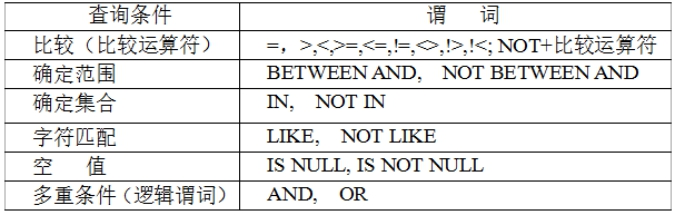 查询条件 谓 词
比较（比较运算符） =，>,<,>=,<=,!=,<>,!>,!<; NOT+比较运算符
确定范围 BETWEEN AND, NOT BETWEEN AND
确定集合 IN, NOT IN
字符匹配 LIKE, NOT LIKE
空 值 IS NULL, IS NOT NULL
多重条件（逻辑谓词） AND, OR